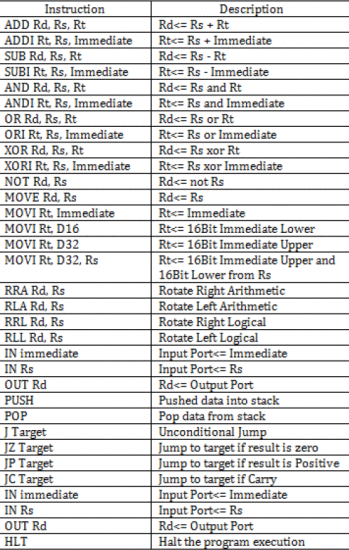 Instruction Description
ADD Rd, Rs, Rt Rd<= Rs + Rt
ADDI Rt, Rs, Immediate Rt<= Rs + Immediate
SUB Rd, Rs, Rt Rd<= Rs - Rt
SUBI Rt, Rs, Immediate Rt<= Rs - Immediate
AND Rd, Rs, Rt Rd<= Rs and Rt
ANDI Rt, Rs, Immediate Rt<= Rs and Immediate
OR Rd, Rs, Rt Rd<= Rs or Rt
ORI Rt, Rs, Immediate Rt<= Rs or Immediate
XOR Rd, Rs, Rt Rd<= Rs xor Rt
XORI Rt, Rs, Immediate Rt<= Rs xor Immediate
NOT Rd, Rs Rd<= not Rs
MOVE Rd, Rs Rd<= Rs
MOVI Rt, Immediate Rt<= Immediate
MOVI Rt, D16 Rt<= 16Bit Immediate Lower
MOVI Rt, D32 Rt<= 16Bit Immediate Upper
MOVI Rt, D32, Rs Rt<= 16Bit Immediate Upper and
16Bit Lower from Rs
RRA Rd, Rs Rotate Right Arithmetic
RLA Rd, Rs Rotate Left Arithmetic
RRL Rd, Rs Rotate Right Logical
RLL Rd, Rs Rotate Left Logical
IN immediate Input Port<= Immediate
IN Rs Input Port<= Rs
OUT Rd Rd<= Output Port
PUSH Pushed data into stack
POP Pop data from stack
J Target Unconditional Jump
JZ Target Jump to target if result is zero
JP Target Jump to target if result is Positive
JC Target Jump to target if Carry
IN immediate Input Port<= Immediate
IN Rs Input Port<= Rs
OUT Rd Rd<= Output Port
HLT Halt the program execution